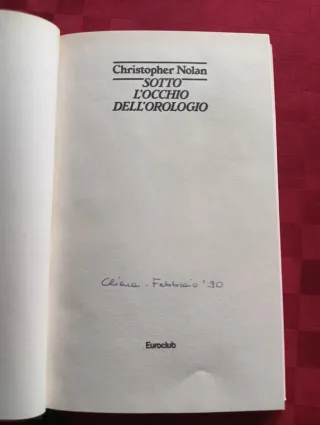 Christopher Nolan
SOTTO
L'OCCHIO
DELL'OROLOGIO
Chiara - Febbraio '90
Euroclub